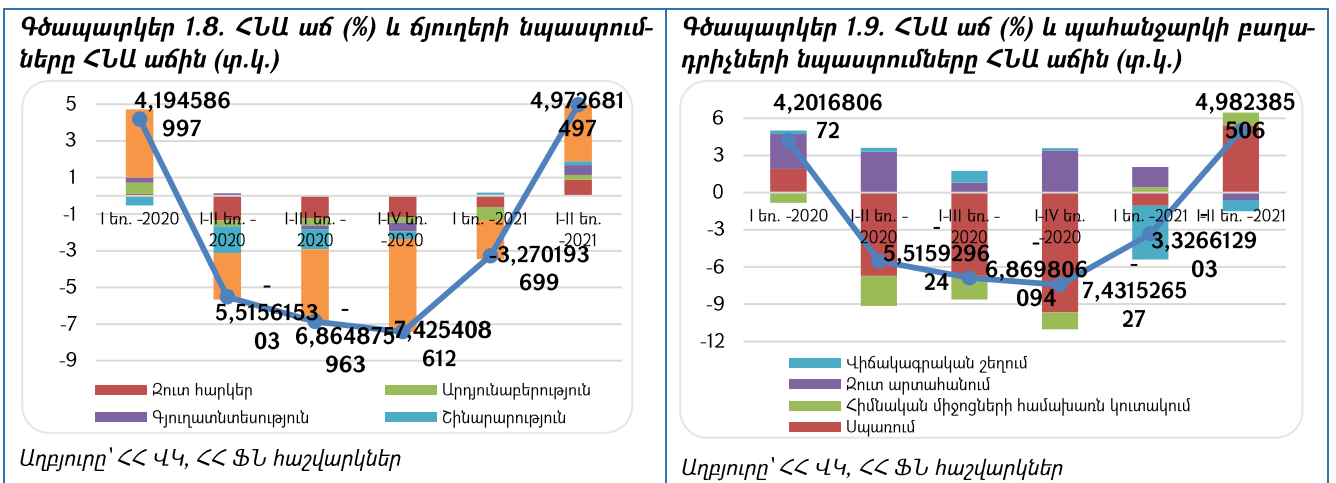 Գծապատկեր 1.8. ՀՆԱ աճ (%) և ճյուղերի նպաստում-
ները ՀՆԱ աճին (տ.կ.)
5
3
1
-1
-3
-5
-7
-9
4,194586
997
-
5,5156153
03
-
6,864875
963
-7,425408
612
-3,270193
699
4,972681
497
I եռ. -2020
I-II եռ. -
2020
I-III եռ. -
2020
I-IV եռ.
-2020
I եռ. -2021
I-II եռ.
-2021
Զուտ հարկեր
Արդյունաբերություն
Գյուղատնտեսություն
Շինարարություն
Աղբյուրը՝ ՀՀ ՎԿ, ՀՀ ՖՆ հաշվարկներ
Գծապատկեր 1.9. ՀՆԱ աճ (%) և պահանջարկի բաղա-
դրիչների նպաստումները ՀՆԱ աճին (տ.կ.)
6
3
0
-3
-6
-9
-12
4,2016806
72
-
5,5159296
24
-
6,869806
094
-
7,4315265
27
-
3,3266129
03
4,982385
506
I եռ. -2020
I-II եռ. -
2020
I-III եռ. -
2020
I-IV եռ.
-2020
I եռ. -2021
I-II եռ. -2021
Վիճակագրական շեղում
Զուտ արտահանում
Հիմնական միջոցների համախառն կուտակում
Սպառում
Աղբյուրը՝ ՀՀ ՎԿ, ՀՀ ՖՆ հաշվարկներ